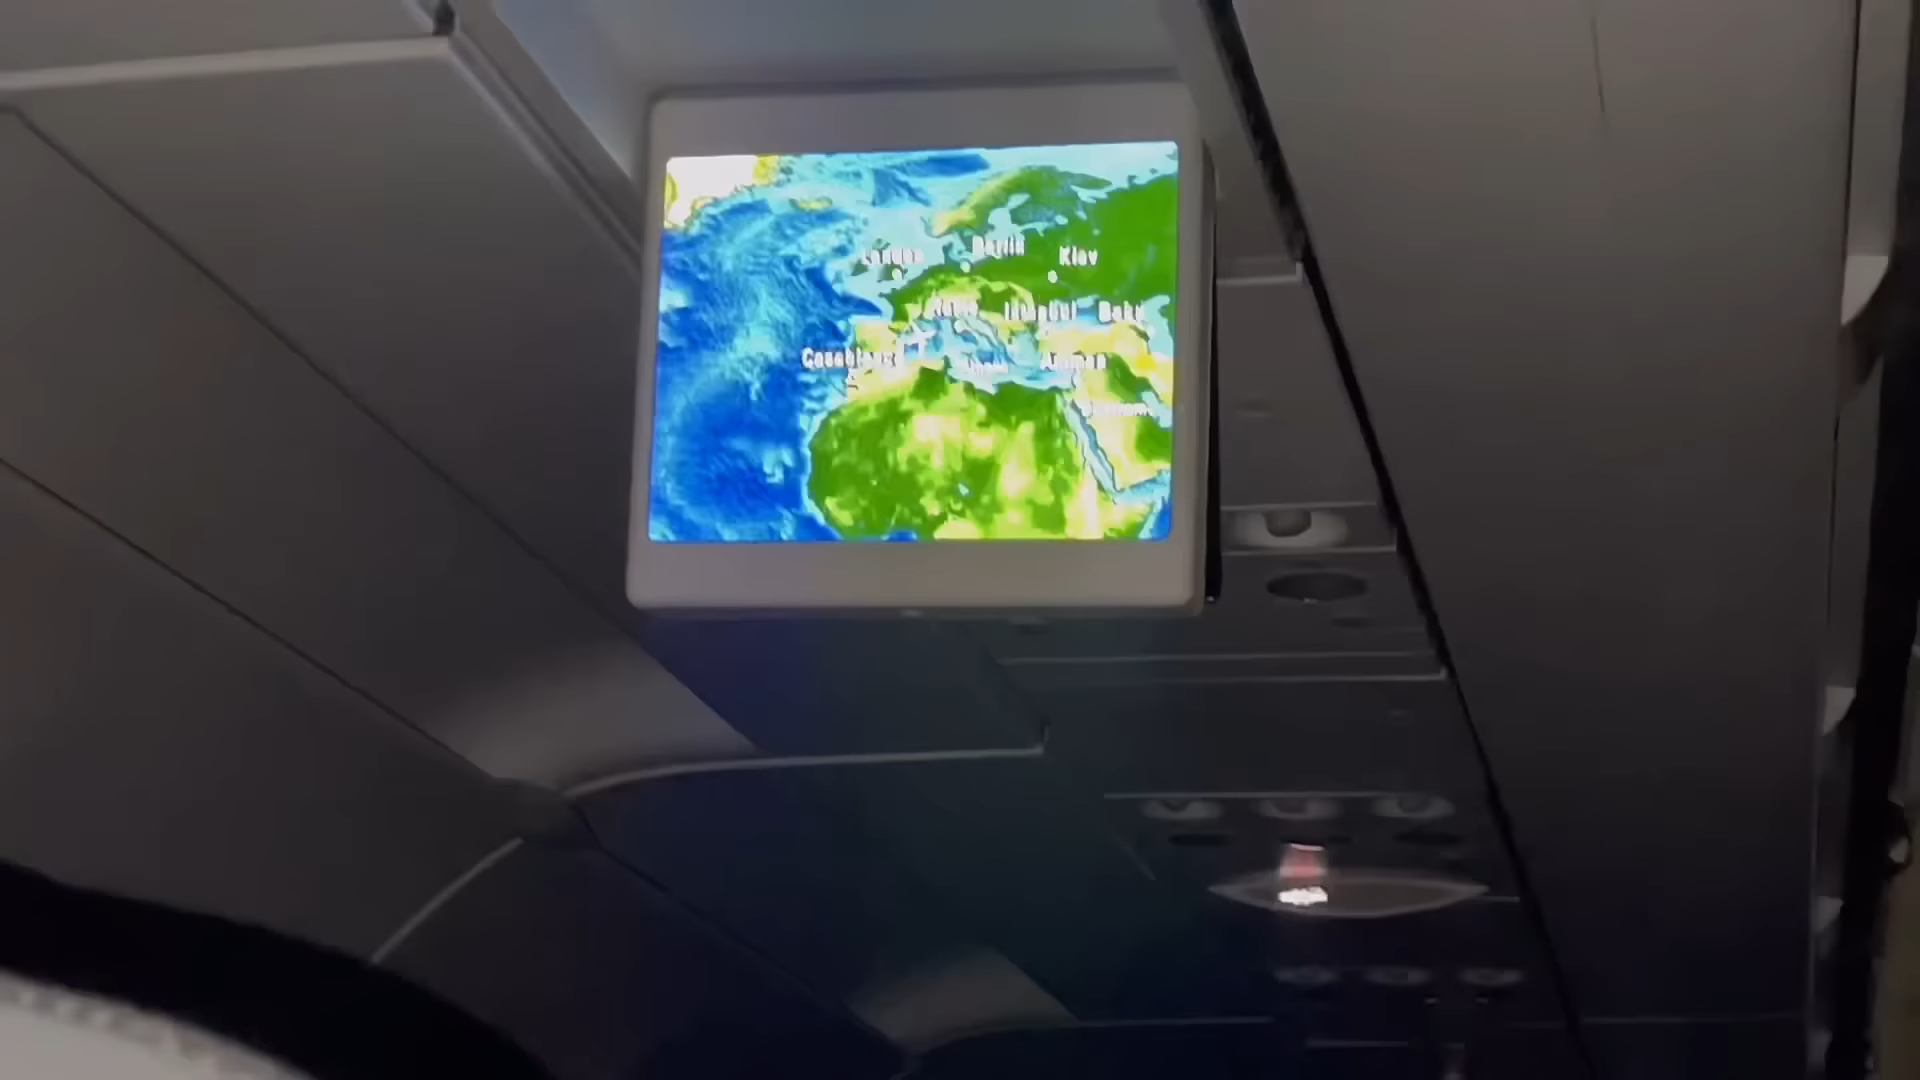 London
Berlin
Kiev
Rome
Istanbul
Baku
Casablanca
Amman